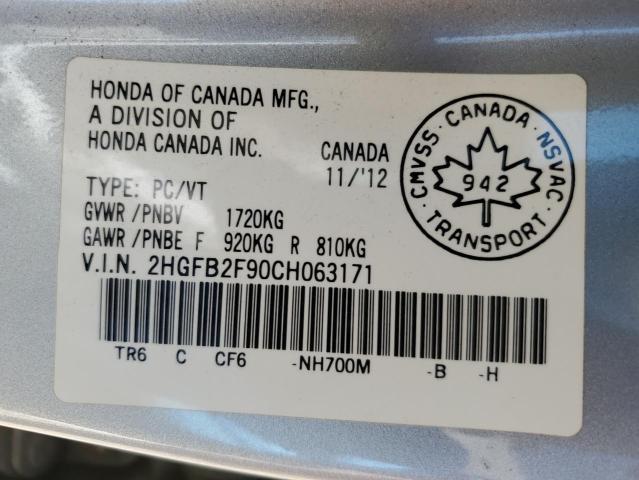 HONDA OF CANADA MFG.,
A DIVISION OF
HONDA CANADA INC.
CANADA
11/'12
TYPE: PC/VT
GVWR /PNBV 1720KG
GAWR /PNBE F 920KG R 810KG
V.I.N. 2HGFB2F90CH063171
TR6 C CF6 -NH700M -B -H
CMVSS · CANADA · NSVAC
942
TRANSPORT